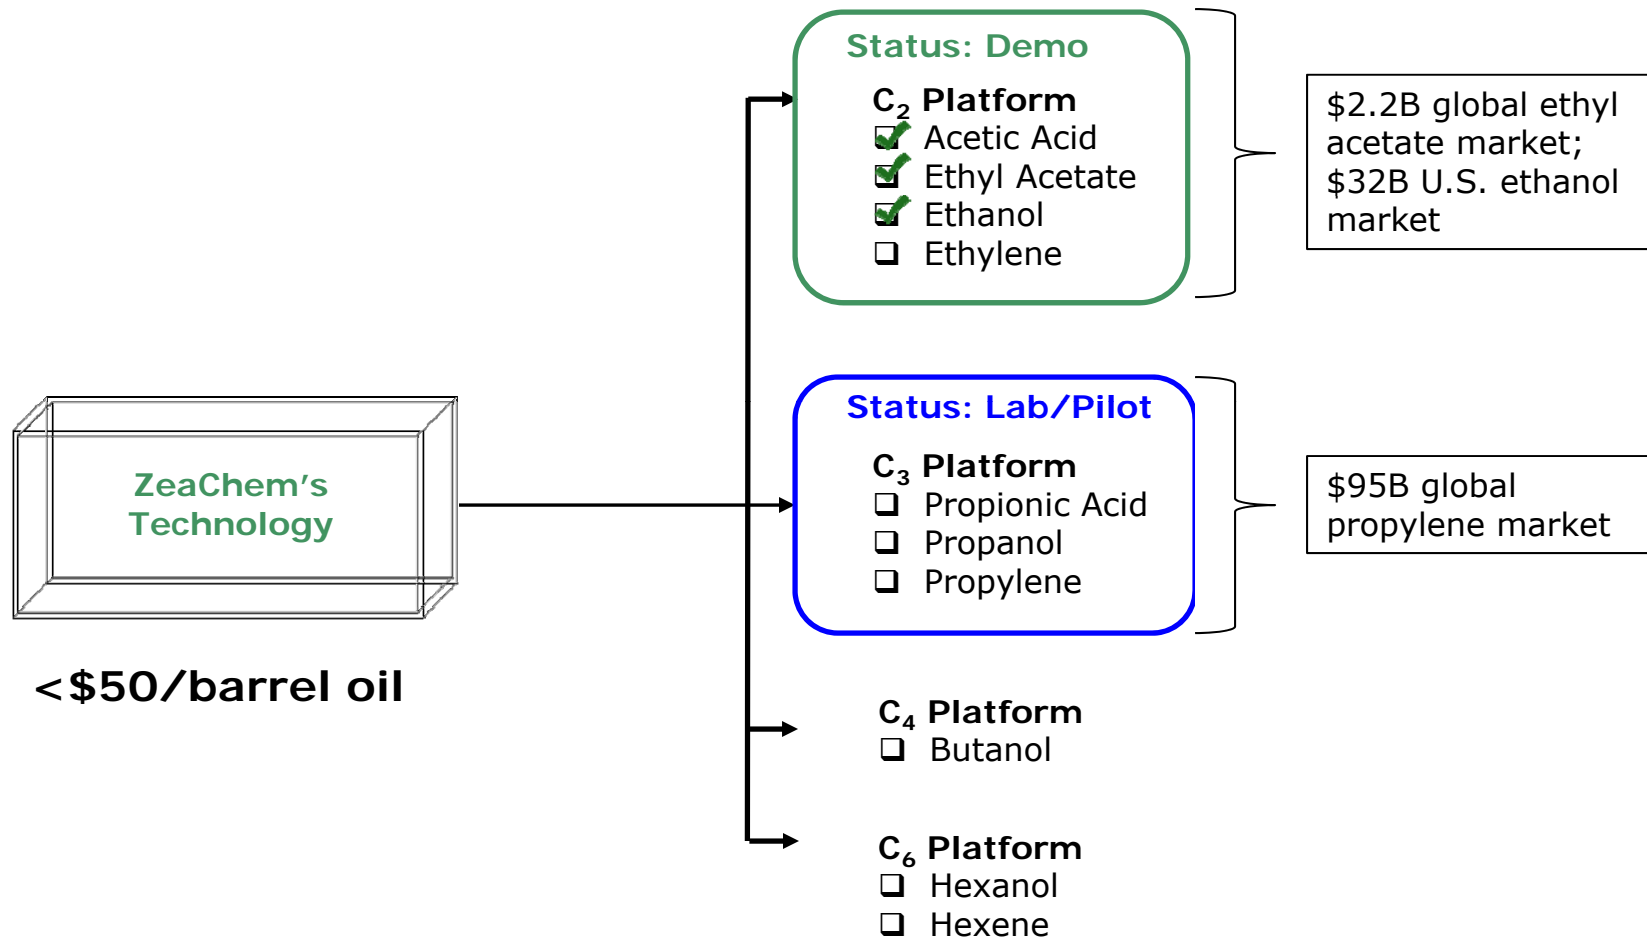 Status: Demo
C2 Platform
Acetic Acid
Ethyl Acetate
Ethanol
Ethylene
$2.2B global ethyl
acetate market;
$32B U.S. ethanol
market
ZeaChem's
Technology
<$50/barrel oil
Status: Lab/Pilot
C3 Platform
Propionic Acid
Propanol
Propylene
$95B global
propylene market
C4 Platform
Butanol
C6 Platform
Hexanol
Hexene